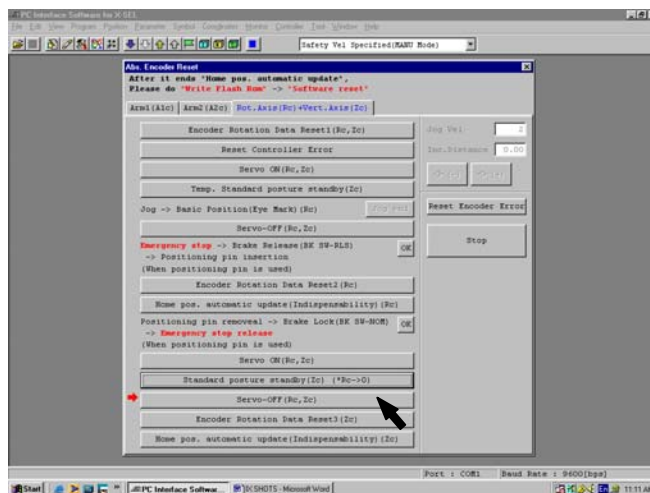 PC Interface Software for X-SEL
File Edit View Program Position Parameter Symbol Coordinates Monitor Controller Tool Window Help
Safety Vel Specified(MANU Mode)
Abs. Encoder Reset
After it ends "Home pos. automatic update",
Please do "Write Flash Rom" -> "Software reset"
Arm1(A1c) Arm2(A2c) Rot.Axis(Rc)+Vert.Axis(Zc)
Encoder Rotation Data Reset1(Rc,Zc)
Reset Controller Error
Servo ON(Rc,Zc)
Temp. Standard posture standby(Zc)
Jog -> Basic Position(Eye Mark)(Rc) Jog end
Servo-OFF(Rc,Zc)
Emergency stop -> Brake Release(BK SW-RLS)
-> Positioning pin insertion
(When positioning pin is used)
OK
Encoder Rotation Data Reset2(Rc)
Home pos. automatic update(Indispensability)(Rc)
Positioning pin removeal -> Brake Lock(BK SW-NOM)
-> Emergency stop release
(When positioning pin is used)
OK
Servo ON(Rc,Zc)
Standard posture standby(Zc) (*Rc->0)
Servo-OFF(Rc,Zc)
Encoder Rotation Data Reset3(Zc)
Home pos. automatic update(Indispensability)(Zc)
Jog Vel. 2
Inc.Distance 0.00
Reset Encoder Error
Stop
Port : COM1 Baud Rate : 9600[bps]
Start PC Interface Softwar... SHOTS - Microsoft Word 11:11 AM